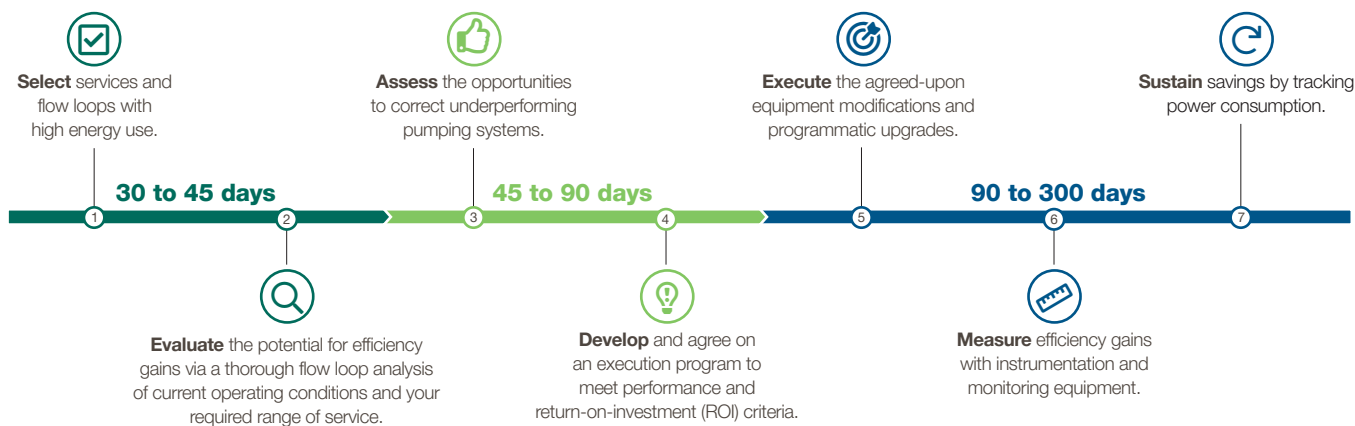 Select services and
flow loops with
high energy use.
Assess the opportunities
to correct underperforming
pumping systems.
Execute the agreed-upon
equipment modifications and
programmatic upgrades.
Sustain savings by tracking
power consumption.
30 to 45 days
45 to 90 days
90 to 300 days
1
2
3
4
5
6
7
Evaluate the potential for efficiency
gains via a thorough flow loop analysis
of current operating conditions and your
required range of service.
Develop and agree on
an execution program to
meet performance and
return-on-investment (ROI) criteria.
Measure efficiency gains
with instrumentation and
monitoring equipment.